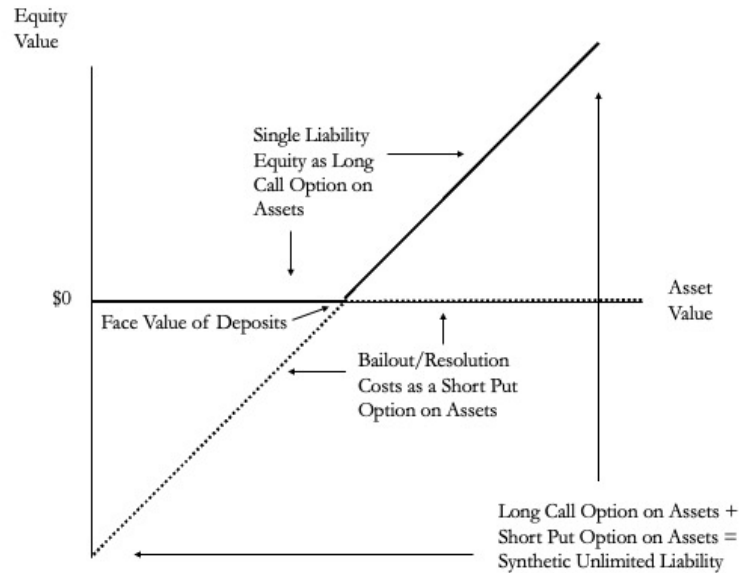 Equity
Value
Single Liability
Equity as Long
Call Option on
Assets
$0
Asset
Value
Face Value of Deposits
Bailout/Resolution
Costs as a Short Put
Option on Assets
Long Call Option on Assets +
Short Put Option on Assets =
Synthetic Unlimited Liability